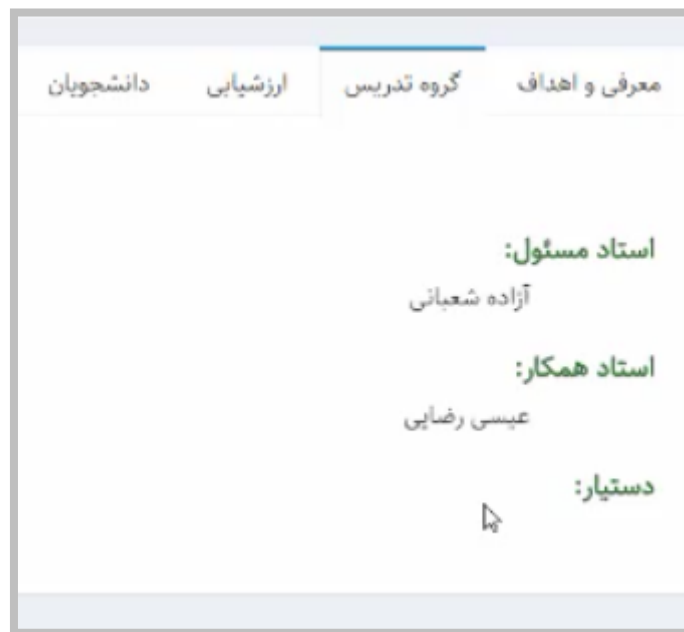 معرفی و اهداف گروه تدریس ارزشیابی دانشجویان
استاد مسئول:
آزاده شعبانی
استاد همکار:
عیسی رضایی
دستیار: